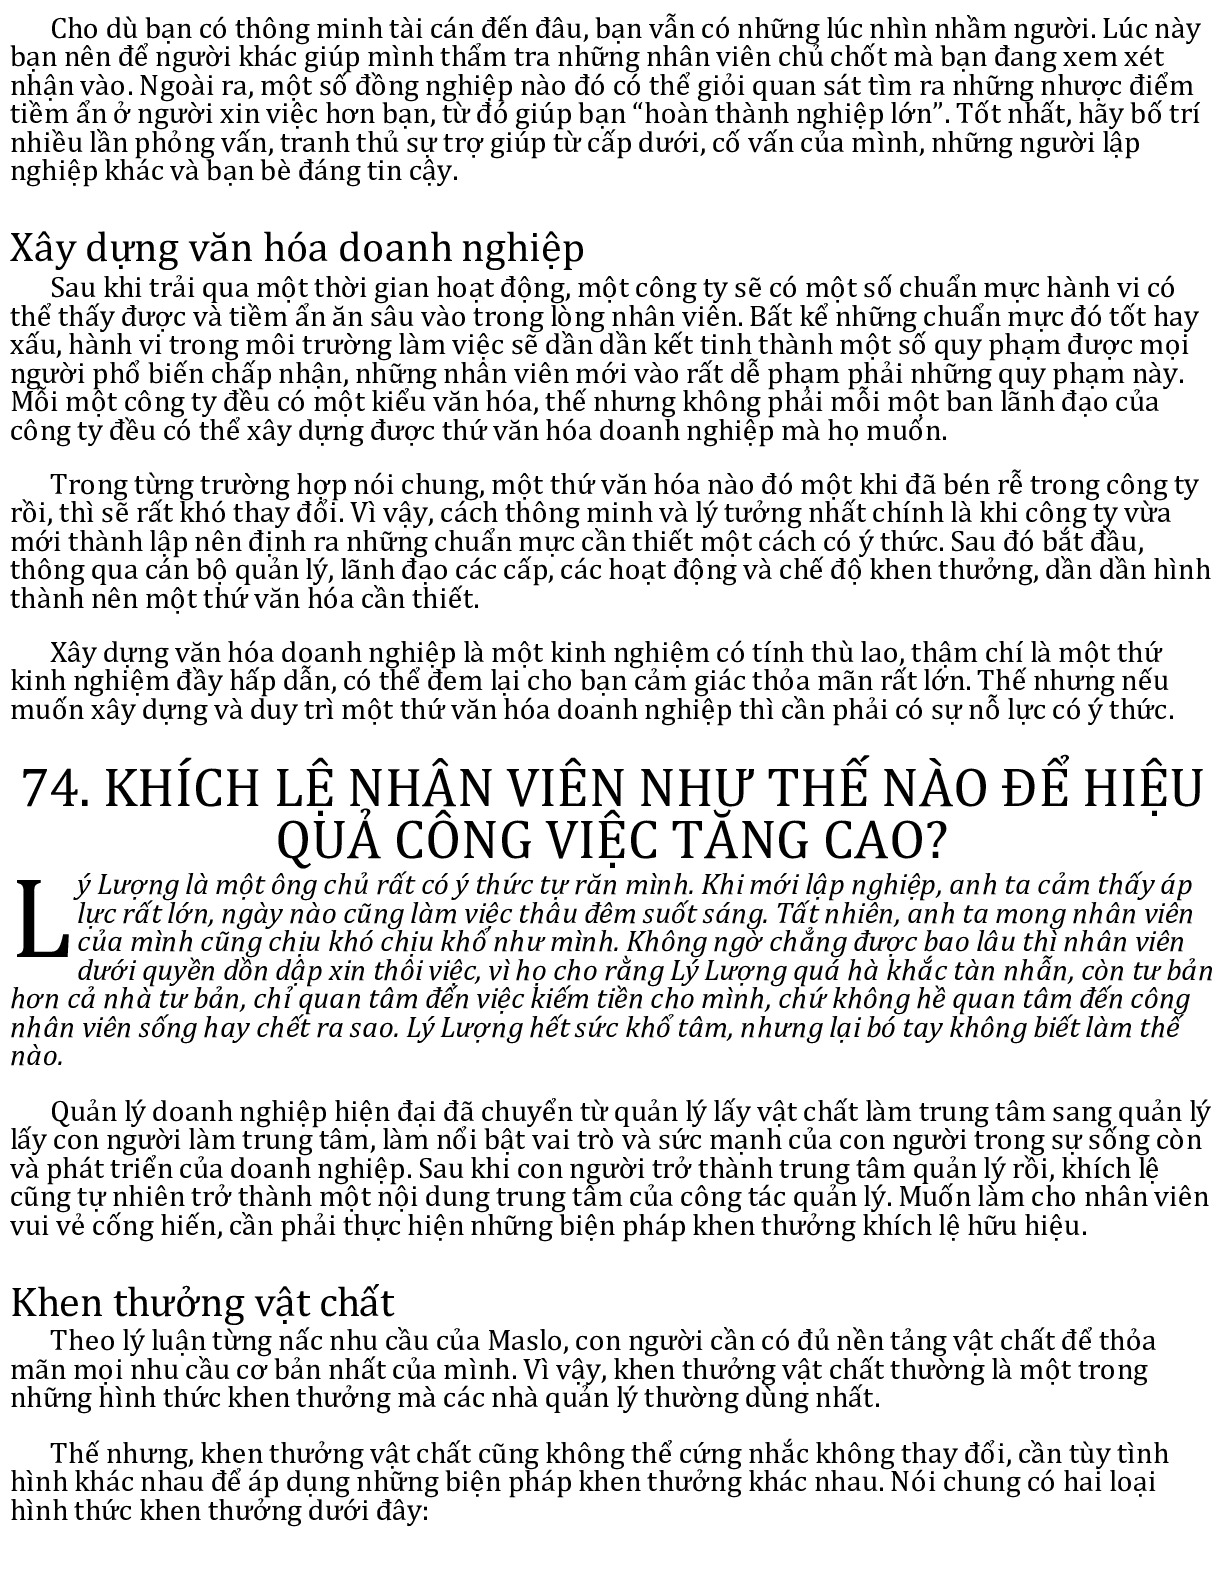 Cho dù bạn có thông minh tài cán đến đâu, bạn vẫn có những lúc nhìn nhầm người. Lúc này
bạn nên để người khác giúp mình thẩm tra những nhân viên chủ chốt mà bạn đang xem xét
nhận vào. Ngoài ra, một số đồng nghiệp nào đó có thể giỏi quan sát tìm ra những nhược điểm
tiềm ẩn ở người xin việc hơn bạn, từ đó giúp bạn “hoàn thành nghiệp lớn”. Tốt nhất, hãy bố trí
nhiều lần phỏng vấn, tranh thủ sự trợ giúp từ cấp dưới, cố vấn của mình, những người lập
nghiệp khác và bạn bè đáng tin cậy.
Xây dựng văn hóa doanh nghiệp
Sau khi trải qua một thời gian hoạt động, một công ty sẽ có một số chuẩn mực hành vi có
thể thấy được và tiềm ẩn ăn sâu vào trong lòng nhân viên. Bất kể những chuẩn mực đó tốt hay
xấu, hành vi trong môi trường làm việc sẽ dần dần kết tinh thành một số quy phạm được mọi
người phổ biến chấp nhận, những nhân viên mới vào rất dễ phạm phải những quy phạm này.
Mỗi một công ty đều có một kiểu văn hóa, thế nhưng không phải mỗi một ban lãnh đạo của
công ty đều có thể xây dựng được thứ văn hóa doanh nghiệp mà họ muốn.
Trong từng trường hợp nói chung, một thứ văn hóa nào đó một khi đã bén rễ trong công ty
rồi, thì sẽ rất khó thay đổi. Vì vậy, cách thông minh và lý tưởng nhất chính là khi công ty vừa
mới thành lập nên định ra những chuẩn mực cần thiết một cách có ý thức. Sau đó bắt đầu,
thông qua cán bộ quản lý, lãnh đạo các cấp, các hoạt động và chế độ khen thưởng, dần dần hình
thành nên một thứ văn hóa cần thiết.
Xây dựng văn hóa doanh nghiệp là một kinh nghiệm có tính thù lao, thậm chí là một thứ
kinh nghiệm đầy hấp dẫn, có thể đem lại cho bạn cảm giác thỏa mãn rất lớn. Thế nhưng nếu
muốn xây dựng và duy trì một thứ văn hóa doanh nghiệp thì cần phải có sự nỗ lực có ý thức.
74. KHÍCH LỆ NHÂN VIÊN NHƯ THẾ NÀO ĐỂ HIỆU
QUẢ CÔNG VIỆC TĂNG CAO?
Lý Lượng là một ông chủ rất có ý thức tự răn mình. Khi mới lập nghiệp, anh ta cảm thấy áp
lực rất lớn, ngày nào cũng làm việc thâu đêm suốt sáng. Tất nhiên, anh ta mong nhân viên
của mình cũng chịu khó chịu khổ như mình. Không ngờ chẳng được bao lâu thì nhân viên
dưới quyền dồn dập xin thôi việc, vì họ cho rằng Lý Lượng quá hà khắc tàn nhẫn, còn tư bản
hơn cả nhà tư bản, chỉ quan tâm đến việc kiếm tiền cho mình, chứ không hề quan tâm đến công
nhân viên sống hay chết ra sao. Lý Lượng hết sức khổ tâm, nhưng lại bó tay không biết làm thế
nào.
Quản lý doanh nghiệp hiện đại đã chuyển từ quản lý lấy vật chất làm trung tâm sang quản lý
lấy con người làm trung tâm, làm nổi bật vai trò và sức mạnh của con người trong sự sống còn
và phát triển của doanh nghiệp. Sau khi con người trở thành trung tâm quản lý rồi, khích lệ
cũng tự nhiên trở thành một nội dung trung tâm của công tác quản lý. Muốn làm cho nhân viên
vui vẻ cống hiến, cần phải thực hiện những biện pháp khen thưởng khích lệ hữu hiệu.
Khen thưởng vật chất
Theo lý luận từng nấc nhu cầu của Maslo, con người cần có đủ nền tảng vật chất để thỏa
mãn mọi nhu cầu cơ bản nhất của mình. Vì vậy, khen thưởng vật chất thường là một trong
những hình thức khen thưởng mà các nhà quản lý thường dùng nhất.
Thế nhưng, khen thưởng vật chất cũng không thể cứng nhắc không thay đổi, cần tùy tình
hình khác nhau để áp dụng những biện pháp khen thưởng khác nhau. Nói chung có hai loại
hình thức khen thưởng dưới đây: